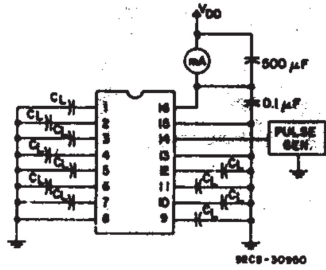 VDD
mA
500 µF
0.1 µF
PULSE GEN.
CL 1 16
CL 2 15
CL 3 14
CL 4 13
CL 5 12 CL
CL 6 11 CL
CL 7 10 CL
8 9 CL
92CS-30960